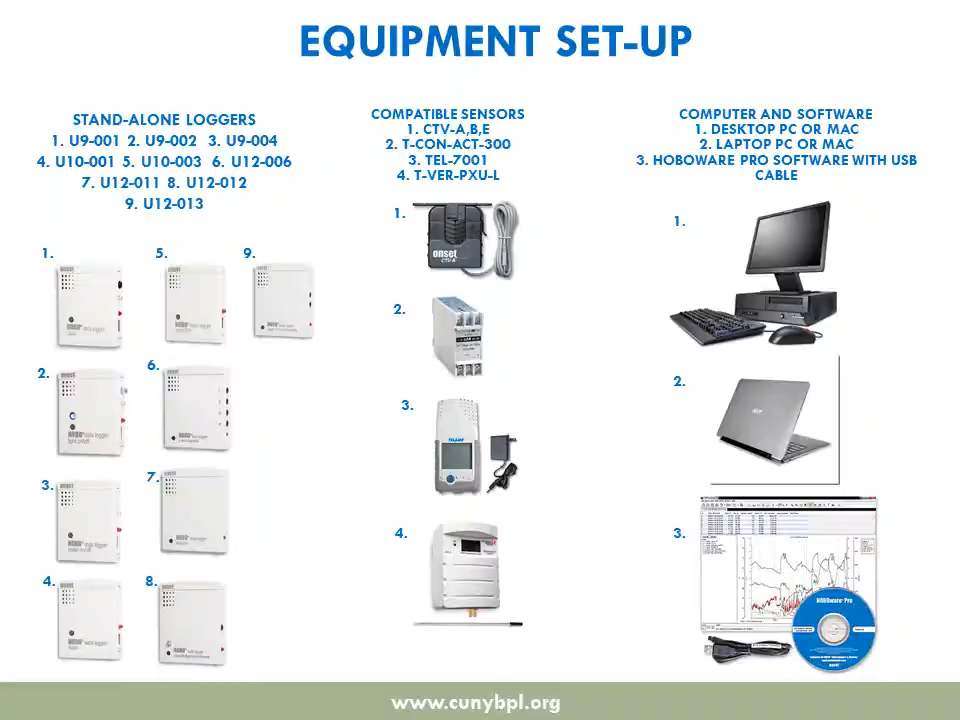 EQUIPMENT SET-UP
STAND-ALONE LOGGERS
1. U9-001 2. U9-002 3. U9-004
4. U10-001 5. U10-003 6. U12-006
7. U12-011 8. U12-012
9. U12-013
COMPATIBLE SENSORS
1. CTV-A,B,E
2. T-CON-ACT-300
3. TEL-7001
4. T-VER-PXU-L
COMPUTER AND SOFTWARE
1. DESKTOP PC OR MAC
2. LAPTOP PC OR MAC
3. HOBOWARE PRO SOFTWARE WITH USB
CABLE
1.
5.
9.
2.
6.
3.
7.
4.
8.
1.
onset
CTV-A
2.
3.
4.
1.
2.
acer
3.
HOBOware Pro
www.cunybpl.org